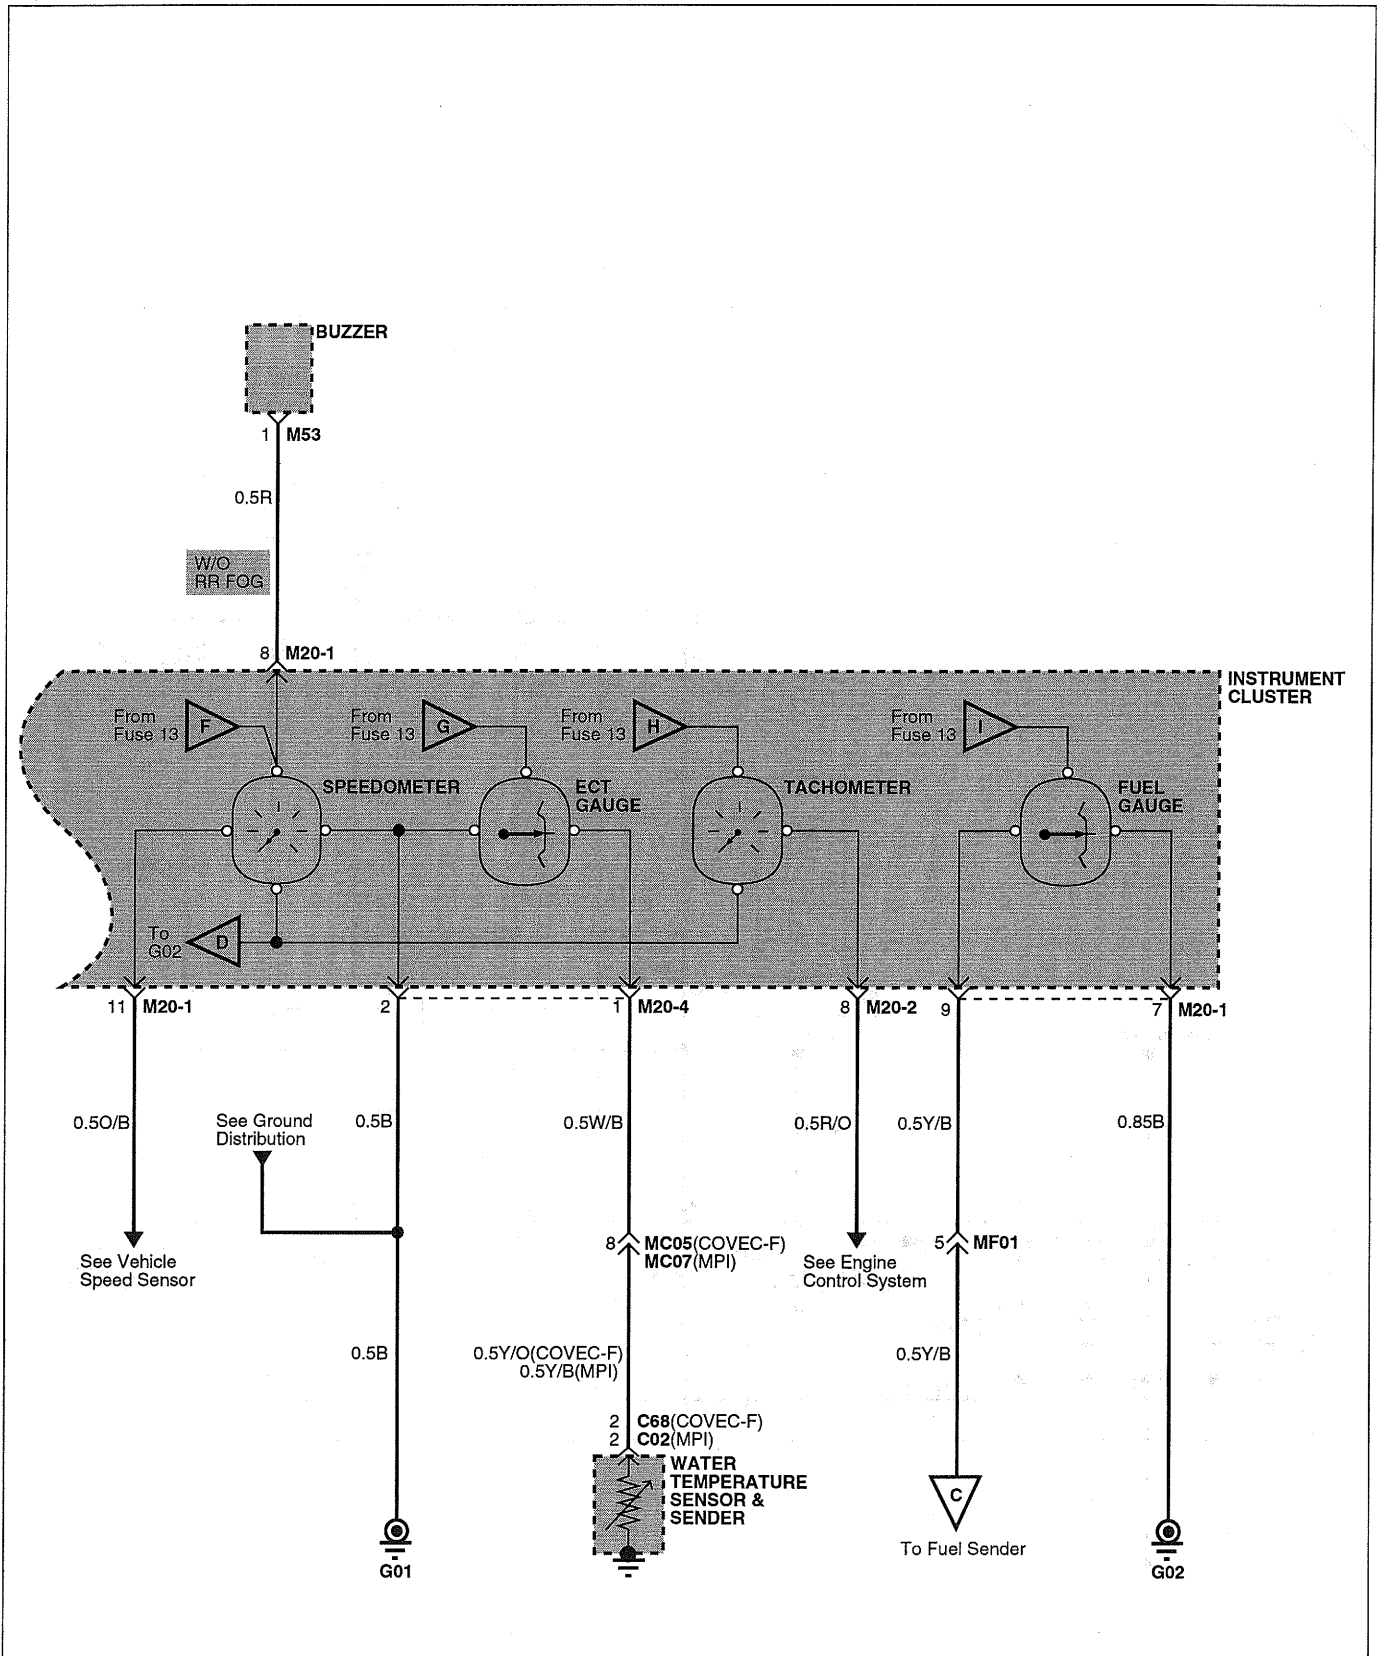 BUZZER
1 M53
0.5R
W/O
RR FOG
8 M20-1
INSTRUMENT
CLUSTER
From
Fuse 13
F
From
Fuse 13
G
From
Fuse 13
H
From
Fuse 13
I
SPEEDOMETER
ECT
GAUGE
TACHOMETER
FUEL
GAUGE
To
G02
D
11 M20-1
2
1 M20-4
8 M20-2
9
7 M20-1
0.5O/B
See Ground
Distribution
0.5B
0.5W/B
0.5R/O
0.5Y/B
0.85B
See Vehicle
Speed Sensor
8 MC05(COVEC-F)
MC07(MPI)
See Engine
Control System
5 MF01
0.5B
0.5Y/O(COVEC-F)
0.5Y/B(MPI)
0.5Y/B
2 C68(COVEC-F)
2 C02(MPI)
WATER
TEMPERATURE
SENSOR &
SENDER
C
To Fuel Sender
G01
G02